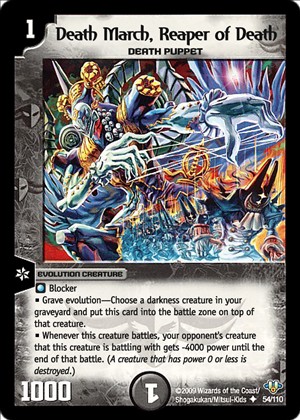 1
Death March, Reaper of Death
DEATH PUPPET
EVOLUTION CREATURE
Blocker
▪ Grave evolution—Choose a darkness creature in your
graveyard and put this card into the battle zone on top of
that creature.
▪ Whenever this creature battles, your opponent's creature
that this creature is battling with gets -4000 power until the
end of that battle. (A creature that has power 0 or less is
destroyed.)
1000
1
©2009 Wizards of the Coast/
Shogakukan/Mitsui-Kids ♦ 54/110